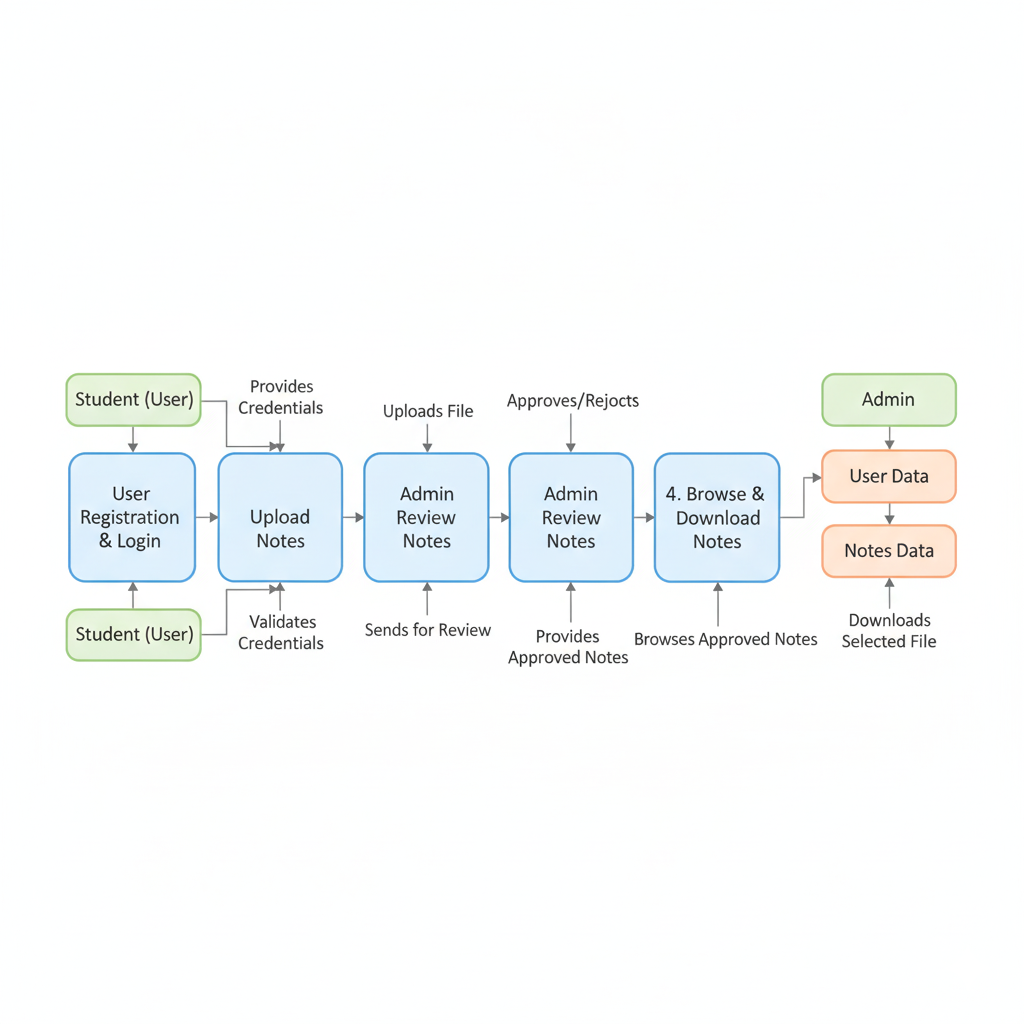 Student (User)
Provides
Credentials
Uploads File
Approves/Rejocts
Admin
User
Registration
& Login
Upload
Notes
Admin
Review
Notes
Admin
Review
Notes
4. Browse &
Download
Notes
User Data
Notes Data
Student (User)
Validates
Credentials
Sends for Review
Provides
Approved Notes
Browses Approved Notes
Downloads
Selected File